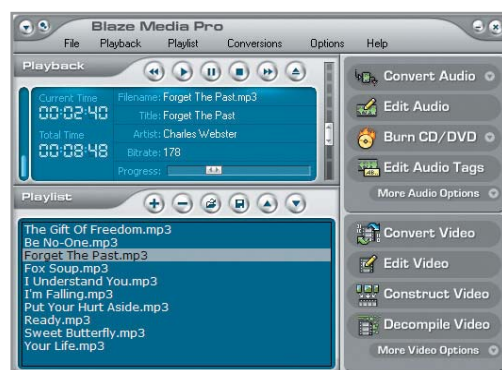 Blaze Media Pro
File Playback Playlist Conversions Options Help
Playback
Current Time
00:02:40
Total Time
00:08:48
Filename: Forget The Past.mp3
Title: Forget The Past
Artist: Charles Webster
Bitrate: 178
Progress:
Playlist
The Gift Of Freedom.mp3
Be No-One.mp3
Forget The Past.mp3
Fox Soup.mp3
I Understand You.mp3
I'm Falling.mp3
Put Your Hurt Aside.mp3
Ready.mp3
Sweet Butterfly.mp3
Your Life.mp3
Convert Audio
Edit Audio
Burn CD/DVD
Edit Audio Tags
More Audio Options
Convert Video
Edit Video
Construct Video
Decompile Video
More Video Options